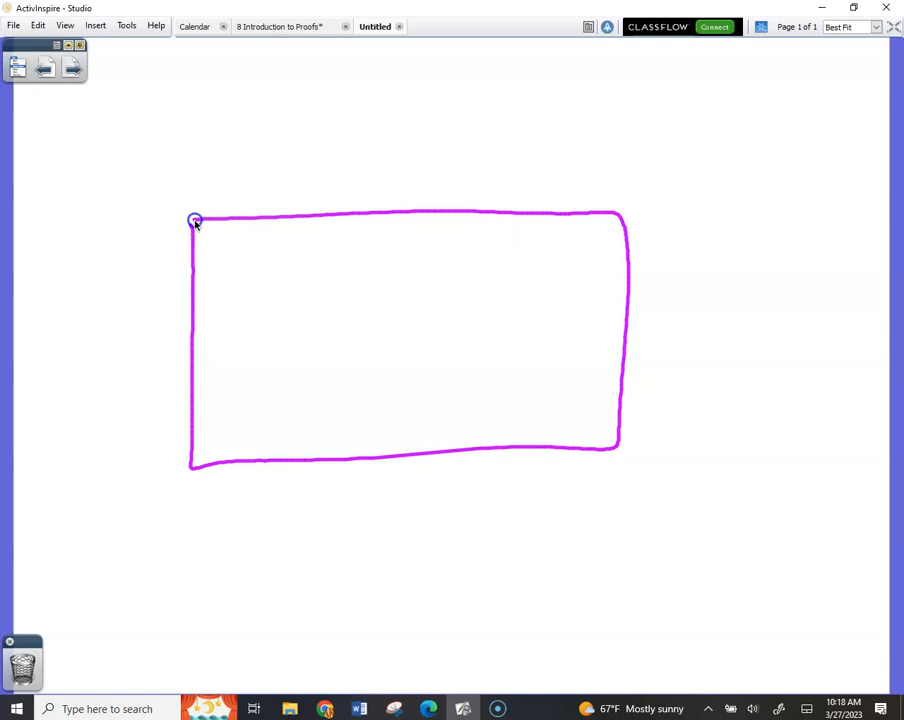 ActivInspire - Studio
File Edit View Insert Tools Help Calendar 8 Introduction to Proofs* Untitled CLASSFLOW Connect Page 1 of 1 Best Fit
Type here to search 67°F Mostly sunny 10:18 AM
3/27/2023